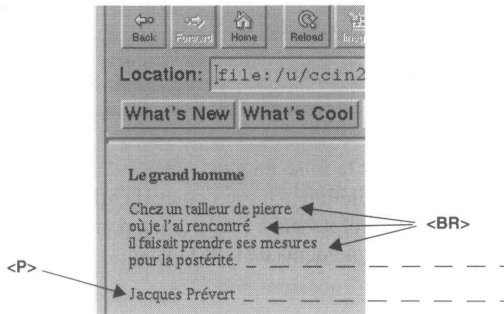 Back Forward Home Reload
Location: file:/u/ccin2
What's New What's Cool
Le grand homme
Chez un tailleur de pierre
où je l'ai rencontré
il faisait prendre ses mesures
pour la postérité.
<BR>
<P>
Jacques Prévert